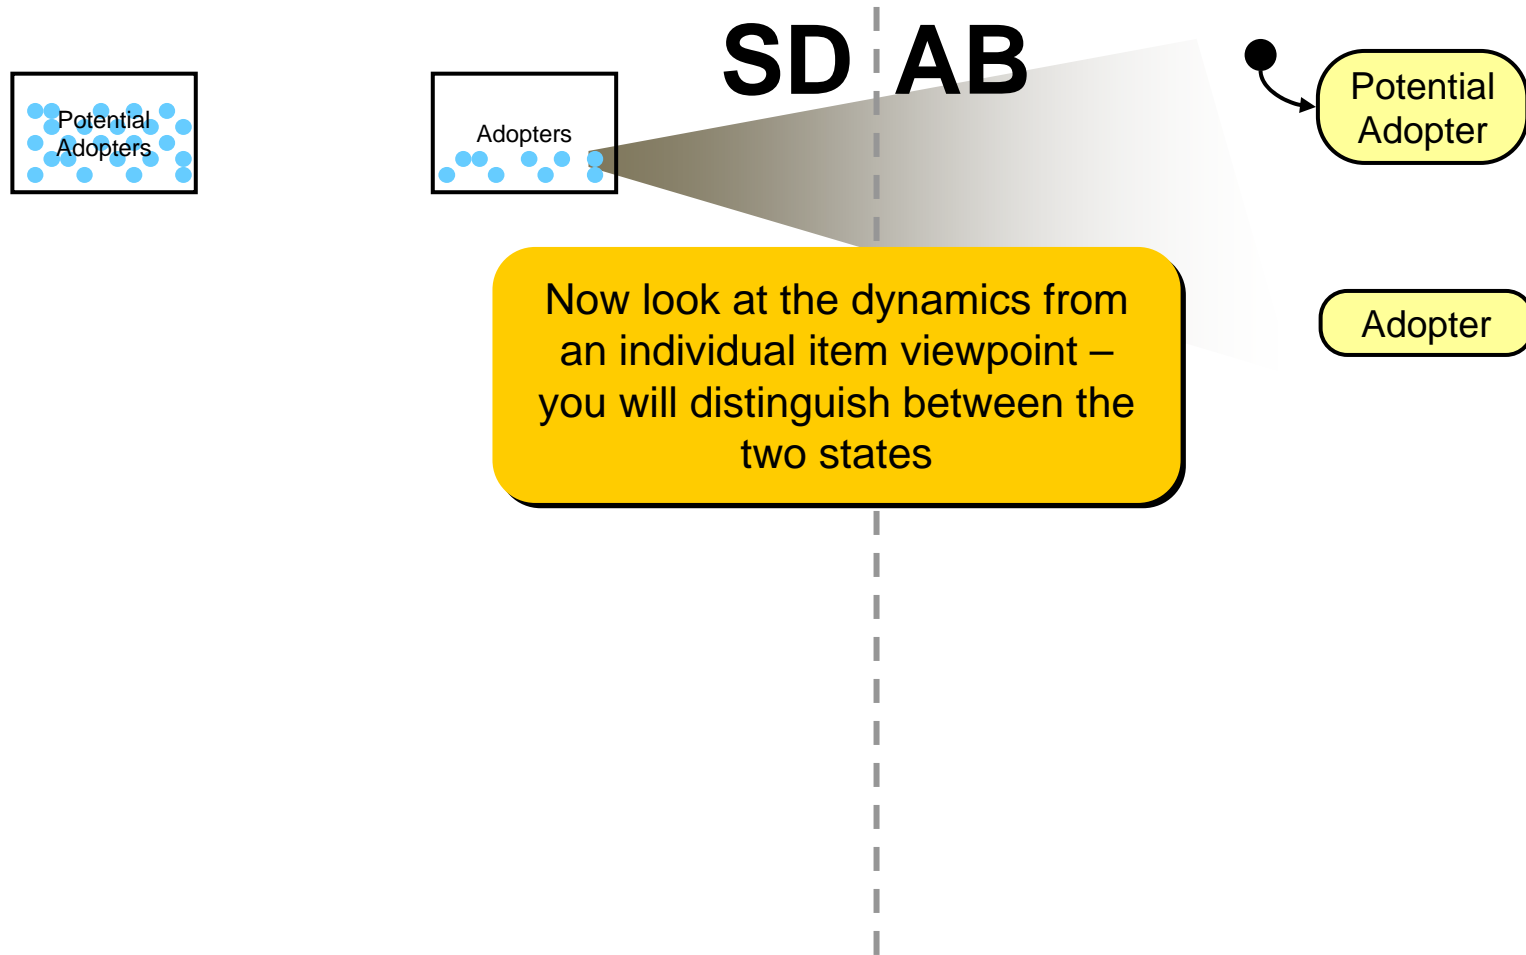 SD AB
Potential
Adopters
Adopters
Potential
Adopter
Adopter
Now look at the dynamics from
an individual item viewpoint –
you will distinguish between the
two states